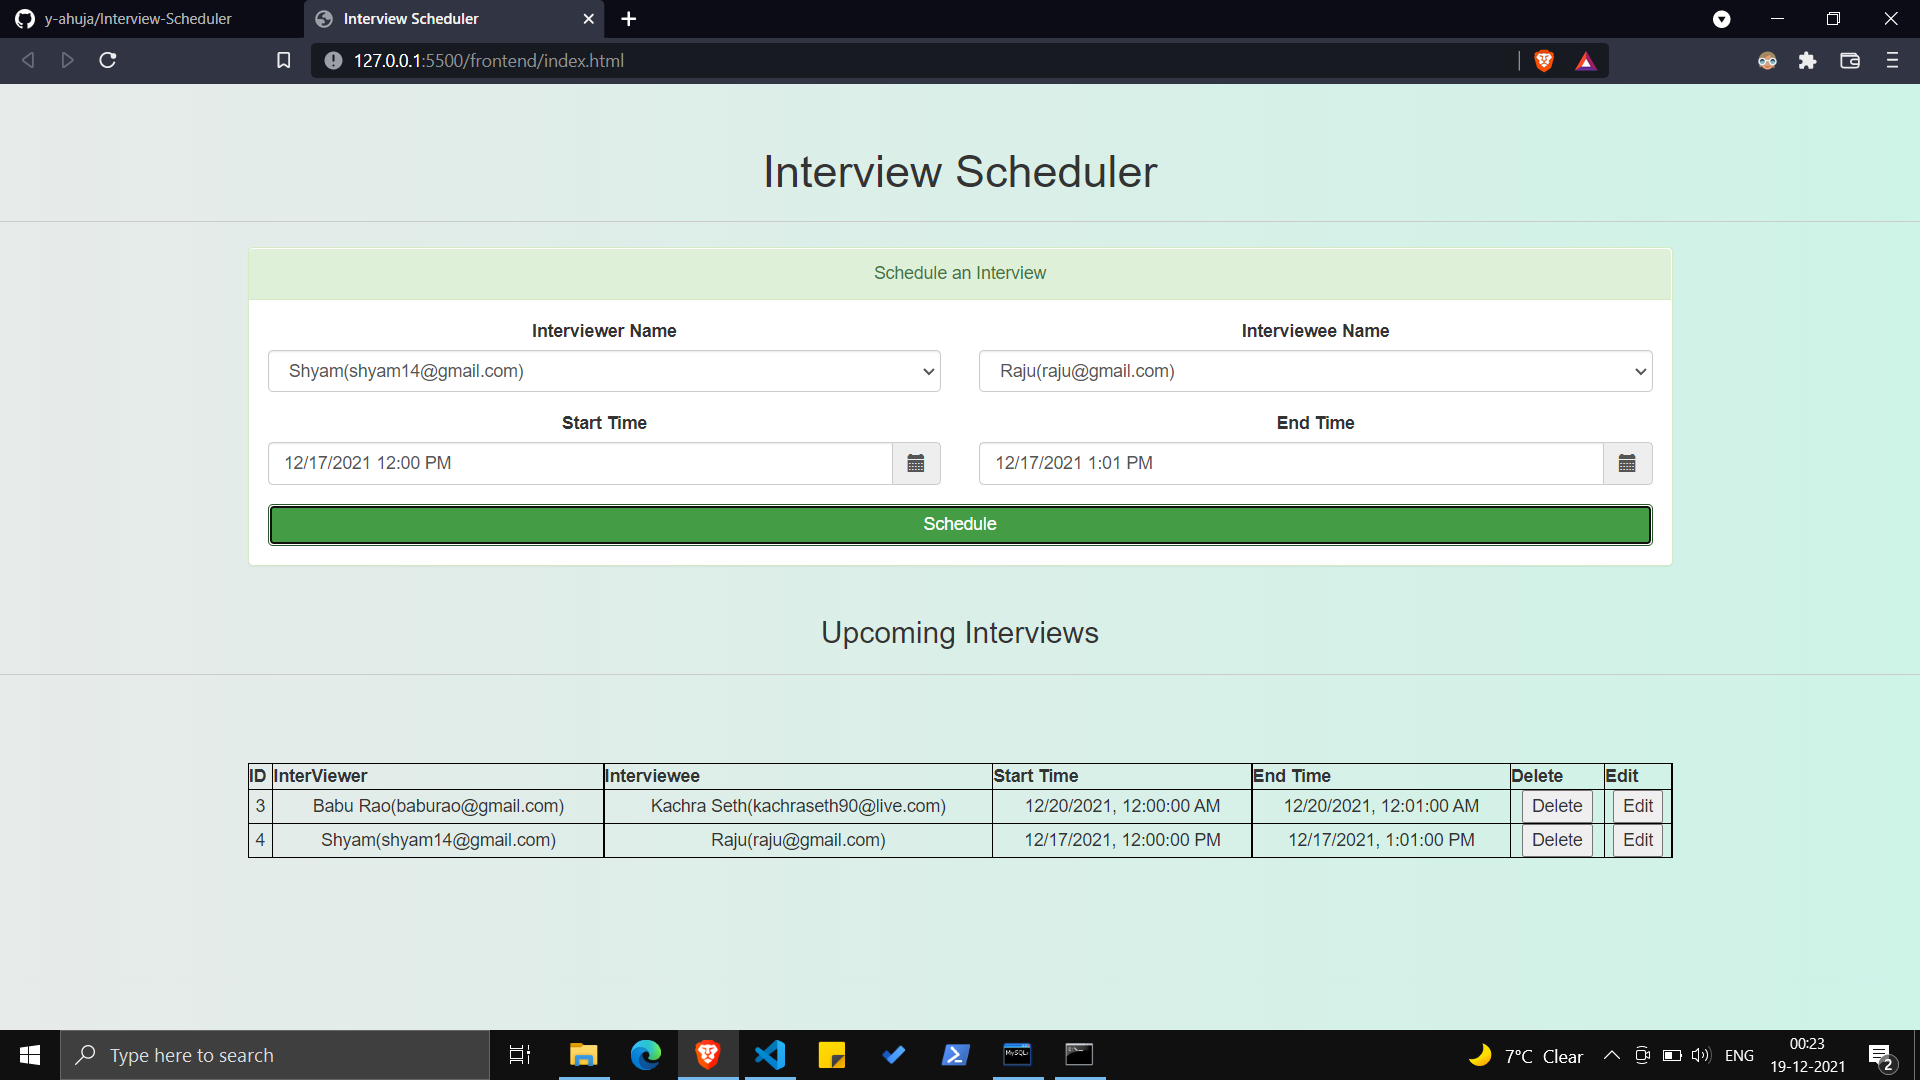 y-ahuja/Interview-Scheduler
Interview Scheduler
127.0.0.1:5500/frontend/index.html
Interview Scheduler
Schedule an Interview
Interviewer Name Interviewee Name
Shyam(shyam14@gmail.com) Raju(raju@gmail.com)
Start Time End Time
12/17/2021 12:00 PM 12/17/2021 1:01 PM
Schedule
Upcoming Interviews
ID InterViewer Interviewee Start Time End Time Delete Edit
3 Babu Rao(baburao@gmail.com) Kachra Seth(kachraseth90@live.com) 12/20/2021, 12:00:00 AM 12/20/2021, 12:01:00 AM Delete Edit
4 Shyam(shyam14@gmail.com) Raju(raju@gmail.com) 12/17/2021, 12:00:00 PM 12/17/2021, 1:01:00 PM Delete Edit
Type here to search
7°C Clear
ENG
00:23
19-12-2021
2